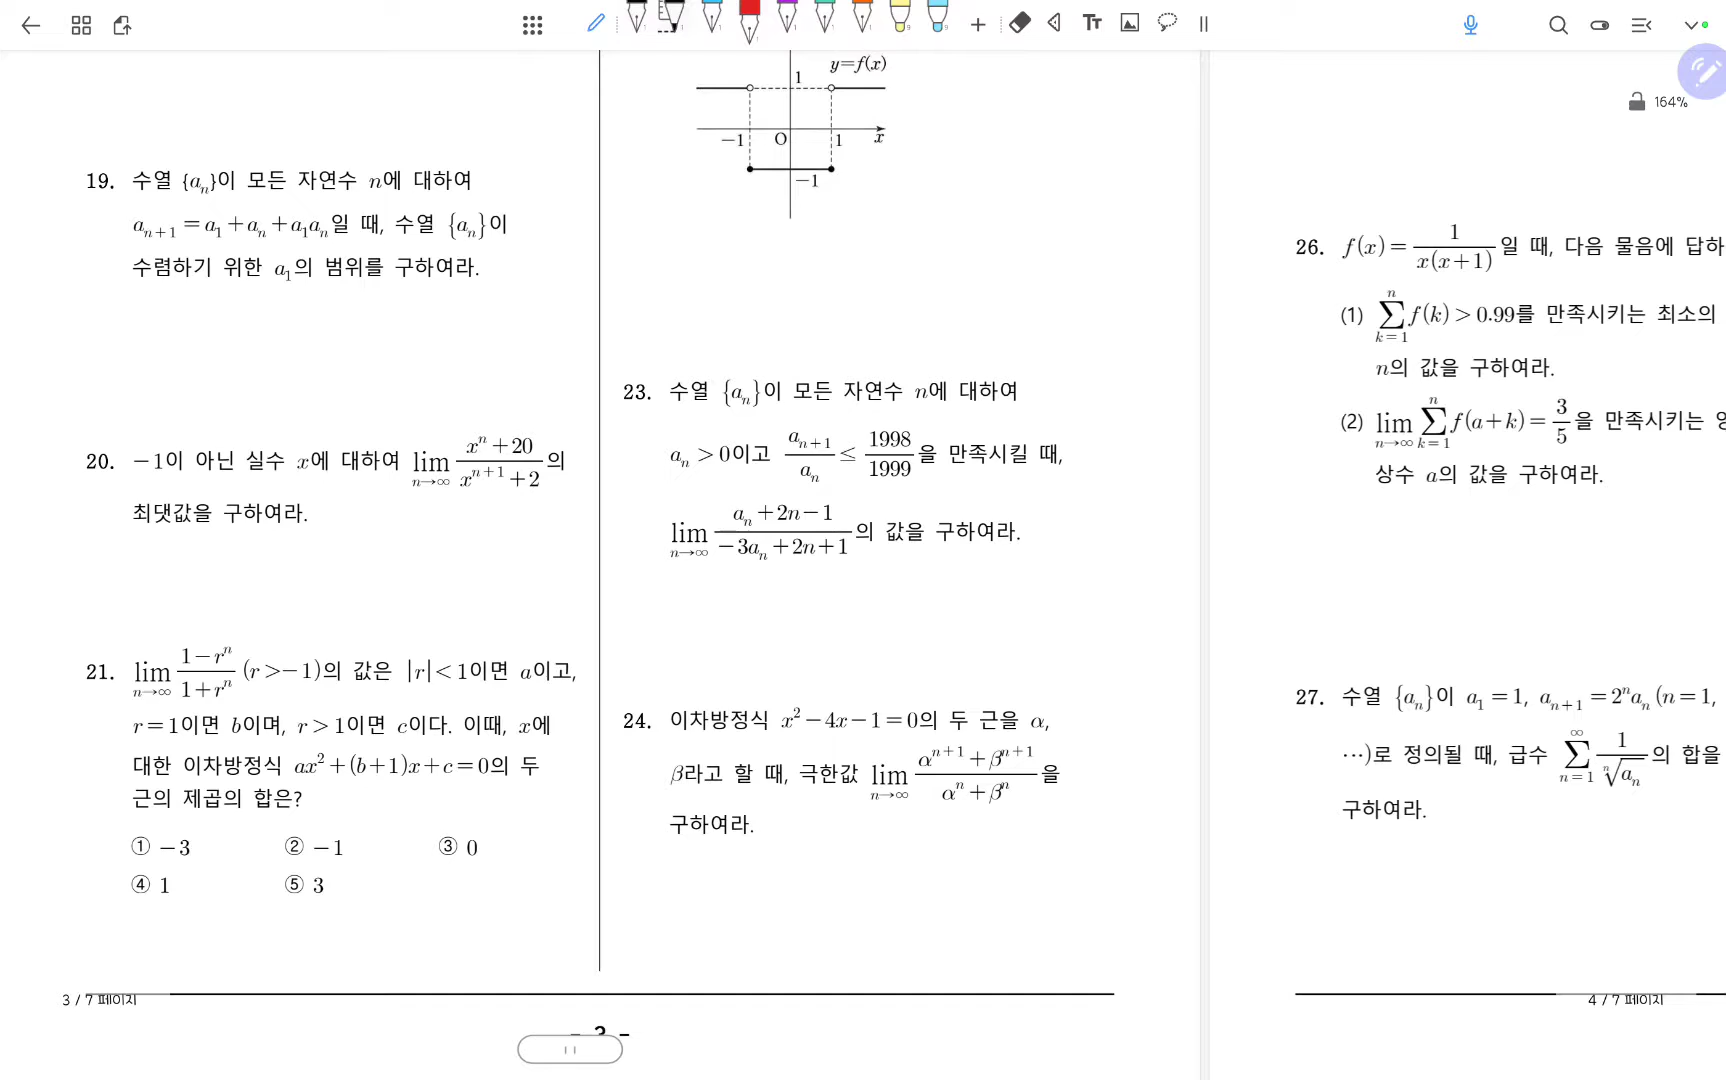 164%
19. 수열 {aₙ}이 모든 자연수 n에 대하여
aₙ₊₁ = a₁ + aₙ + a₁aₙ일 때, 수열 {aₙ}이
수렴하기 위한 a₁의 범위를 구하여라.
20. −1이 아닌 실수 x에 대하여 lim_{n→∞} (xⁿ+20)/(xⁿ⁺¹+2)의
최댓값을 구하여라.
21. lim_{n→∞} (1−rⁿ)/(1+rⁿ) (r>−1)의 값은 |r|<1이면 a이고,
r=1이면 b이며, r>1이면 c이다. 이때, x에
대한 이차방정식 ax²+(b+1)x+c=0의 두
근의 제곱의 합은?
① −3 ② −1 ③ 0
④ 1 ⑤ 3
3 / 7 페이지
y=f(x)
1
−1 O 1 x
−1
23. 수열 {aₙ}이 모든 자연수 n에 대하여
aₙ>0이고 aₙ₊₁/aₙ ≤ 1998/1999을 만족시킬 때,
lim_{n→∞} (aₙ+2n−1)/(−3aₙ+2n+1)의 값을 구하여라.
24. 이차방정식 x²−4x−1=0의 두 근을 α,
β라고 할 때, 극한값 lim_{n→∞} (αⁿ⁺¹+βⁿ⁺¹)/(αⁿ+βⁿ)을
구하여라.
26. f(x)=1/(x(x+1))일 때, 다음 물음에 답하
(1) ∑_{k=1}^{n} f(k)>0.99를 만족시키는 최소의
n의 값을 구하여라.
(2) lim_{n→∞} ∑_{k=1}^{n} f(a+k)=3/5을 만족시키는
상수 a의 값을 구하여라.
27. 수열 {aₙ}이 a₁=1, aₙ₊₁=2ⁿaₙ (n=1,
⋯)로 정의될 때, 급수 ∑_{n=1}^{∞} 1/ⁿ√aₙ의 합을
구하여라.
4 / 7 페이지